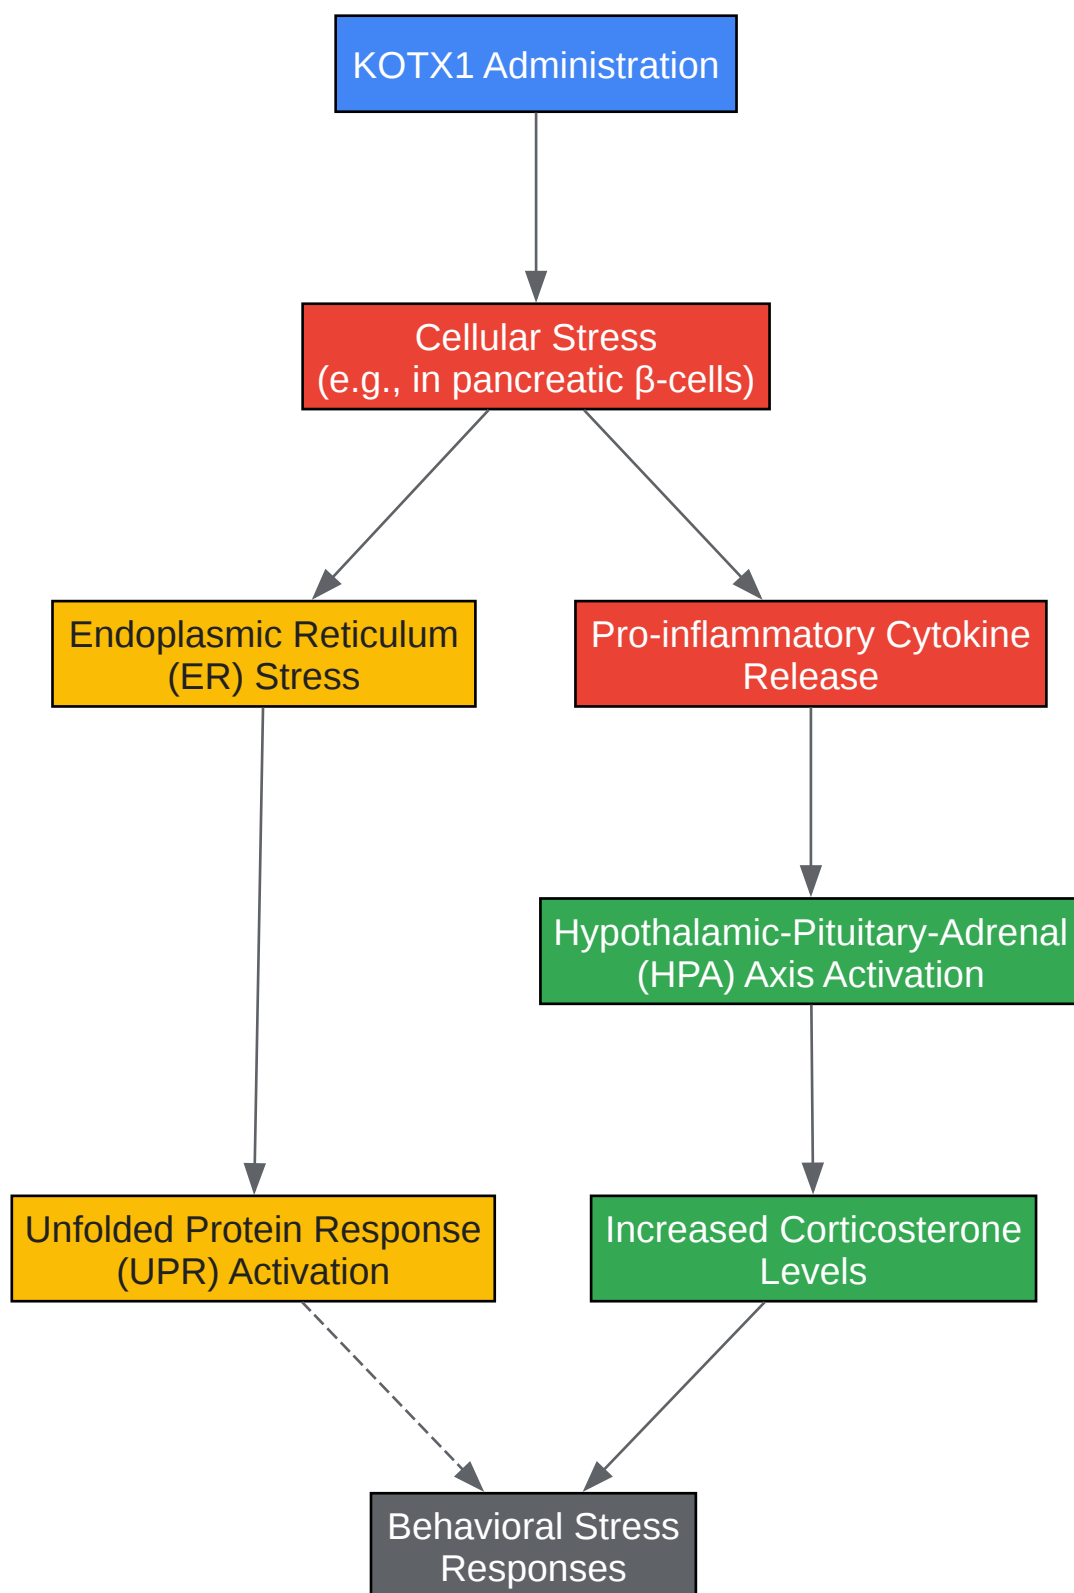 KOTX1 Administration
Cellular Stress
(e.g., in pancreatic β-cells)
Endoplasmic Reticulum
(ER) Stress
Pro-inflammatory Cytokine
Release
Hypothalamic-Pituitary-Adrenal
(HPA) Axis Activation
Unfolded Protein Response
(UPR) Activation
Increased Corticosterone
Levels
Behavioral Stress
Responses